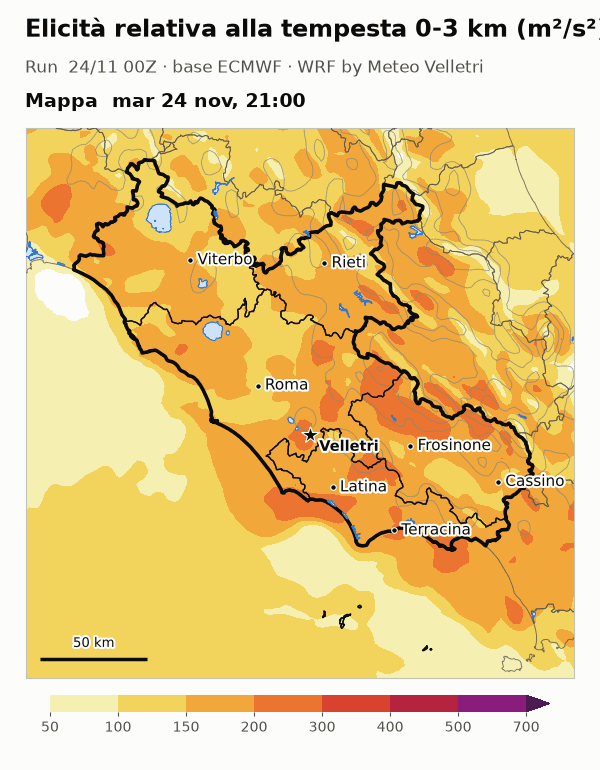 Elicità relativa alla tempesta 0-3 km (m²/s²)
Run 24/11 00Z · base ECMWF · WRF by Meteo Velletri
Mappa mar 24 nov, 21:00
Viterbo
Rieti
Roma
Velletri
Frosinone
Cassino
Latina
Terracina
50 km
50 100 150 200 300 400 500 700